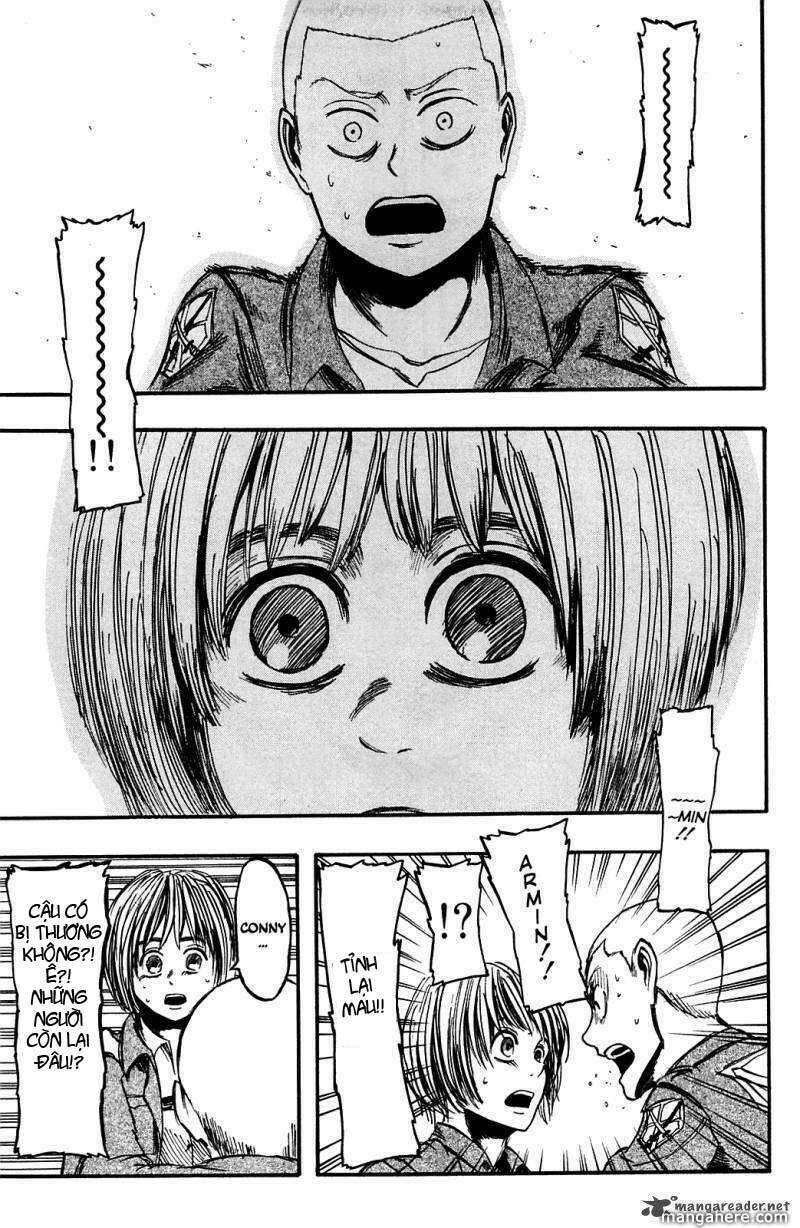 !!
~~~
~MIN
!!
ARMIN!!
!?
TỈNH
LẠI
MAU!!
CONNY
...
CẬU CÓ
BỊ THƯƠNG
KHÔNG?!
Ê?!
NHỮNG
NGƯỜI
CÒN LẠI
ĐÂU!?
mangareader.net
mangahere.com